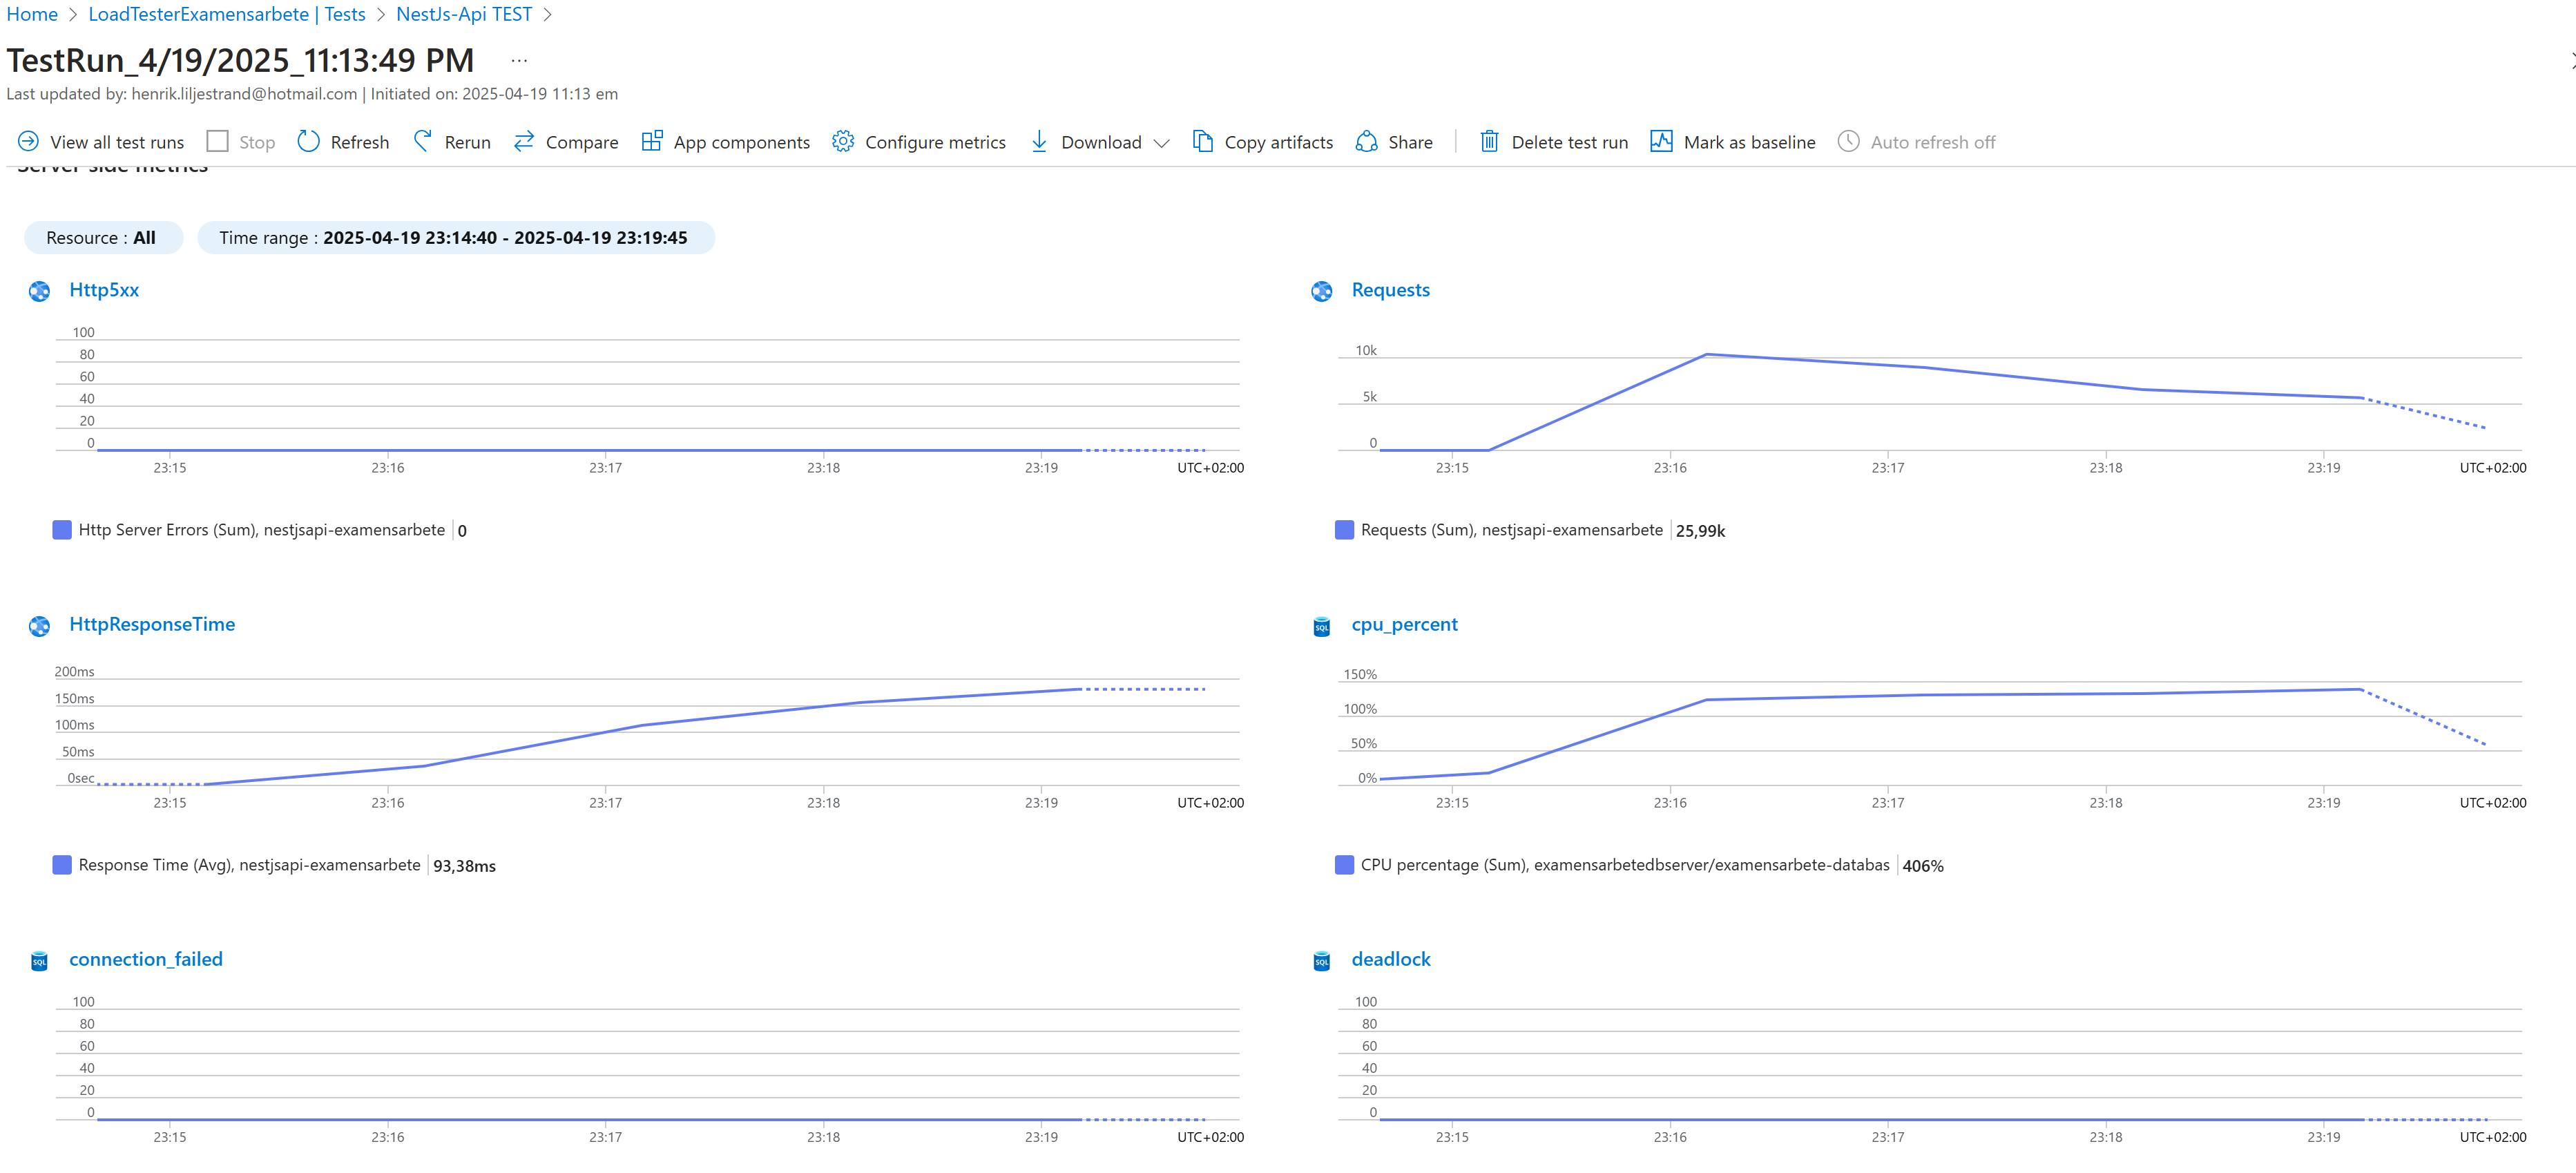 Home > LoadTesterExamensarbete | Tests > NestJs-Api TEST >
TestRun_4/19/2025_11:13:49 PM ...
Last updated by: henrik.liljestrand@hotmail.com | Initiated on: 2025-04-19 11:13 em
View all test runs Stop Refresh Rerun Compare App components Configure metrics Download Copy artifacts Share Delete test run Mark as baseline Auto refresh off
Server side metrics
Resource : All Time range : 2025-04-19 23:14:40 - 2025-04-19 23:19:45
Http5xx
100
80
60
40
20
0
23:15 23:16 23:17 23:18 23:19 UTC+02:00
Http Server Errors (Sum), nestjsapi-examensarbete 0
Requests
10k
5k
0
23:15 23:16 23:17 23:18 23:19 UTC+02:00
Requests (Sum), nestjsapi-examensarbete 25,99k
HttpResponseTime
200ms
150ms
100ms
50ms
0sec
23:15 23:16 23:17 23:18 23:19 UTC+02:00
Response Time (Avg), nestjsapi-examensarbete 93,38ms
cpu_percent
150%
100%
50%
0%
23:15 23:16 23:17 23:18 23:19 UTC+02:00
CPU percentage (Sum), examensarbetedbserver/examensarbete-databas 406%
connection_failed
100
80
60
40
20
0
23:15 23:16 23:17 23:18 23:19 UTC+02:00
deadlock
100
80
60
40
20
0
23:15 23:16 23:17 23:18 23:19 UTC+02:00